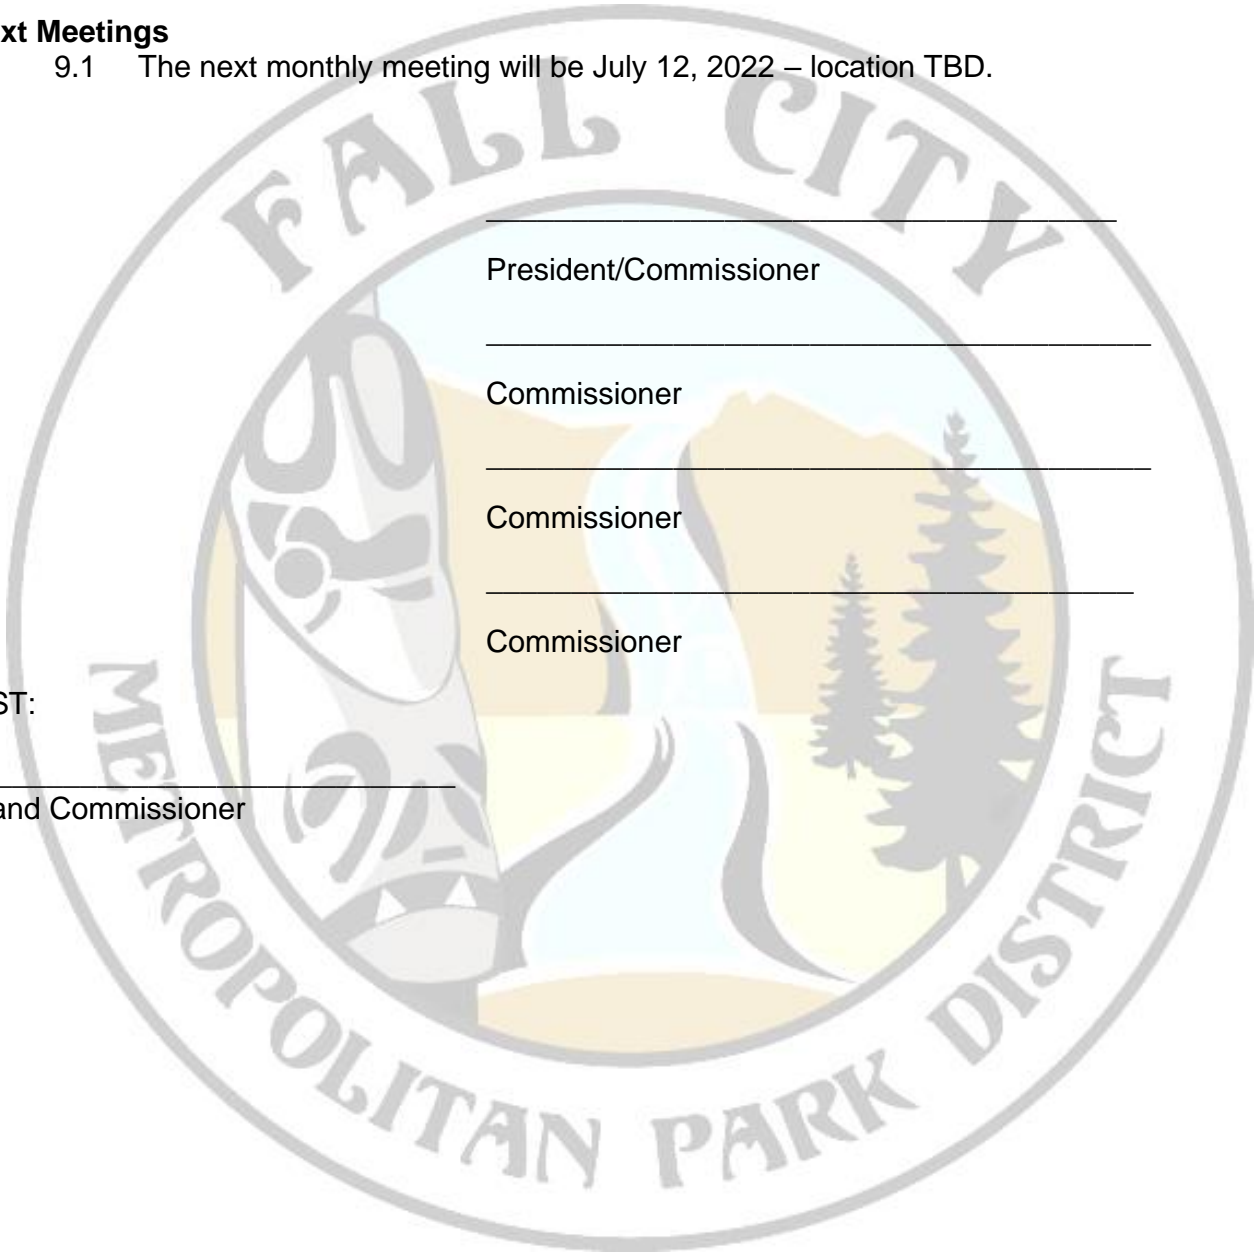 xt Meetings
9.1 The next monthly meeting will be July 12, 2022 – location TBD.
FALL CITY
President/Commissioner
Commissioner
Commissioner
Commissioner
ST:
and Commissioner
METROPOLITAN PARK DISTRICT